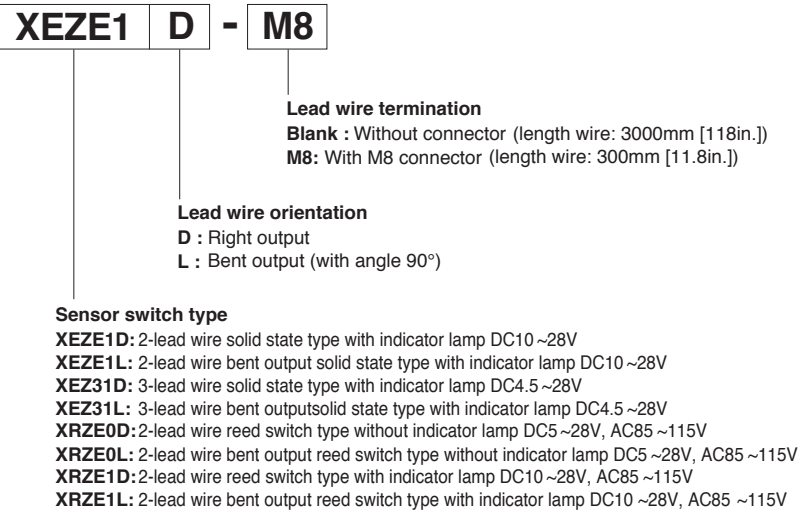 XEZE1 D - M8
Lead wire termination
Blank : Without connector (length wire: 3000mm [118in.])
M8: With M8 connector (length wire: 300mm [11.8in.])
Lead wire orientation
D : Right output
L : Bent output (with angle 90°)
Sensor switch type
XEZE1D: 2-lead wire solid state type with indicator lamp DC10~28V
XEZE1L: 2-lead wire bent output solid state type with indicator lamp DC10~28V
XEZ31D: 3-lead wire solid state type with indicator lamp DC4.5~28V
XEZ31L: 3-lead wire bent outputsolid state type with indicator lamp DC4.5~28V
XRZE0D: 2-lead wire reed switch type without indicator lamp DC5~28V, AC85~115V
XRZE0L: 2-lead wire bent output reed switch type without indicator lamp DC5~28V, AC85~115V
XRZE1D: 2-lead wire reed switch type with indicator lamp DC10~28V, AC85~115V
XRZE1L: 2-lead wire bent output reed switch type with indicator lamp DC10~28V, AC85 ~115V